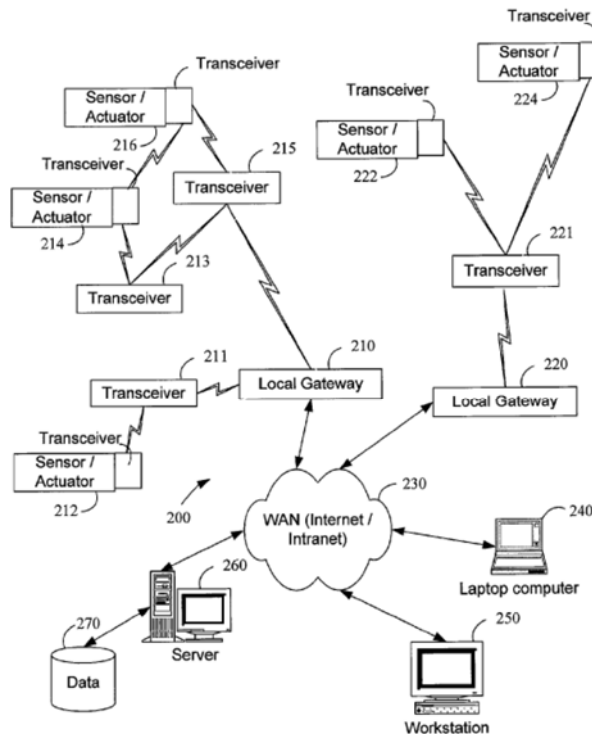 Transceiver
Transceiver
Sensor /
Actuator
224
Transceiver
Sensor /
Actuator
216
215
Sensor /
Actuator
222
Transceiver
Transceiver
Sensor /
Actuator
214
213
Transceiver
221
Transceiver
211
Transceiver
210
Local Gateway
220
Local Gateway
Transceiver
Sensor /
Actuator
212
200
230
WAN (Internet /
Intranet)
240
Laptop computer
260
Server
270
Data
250
Workstation